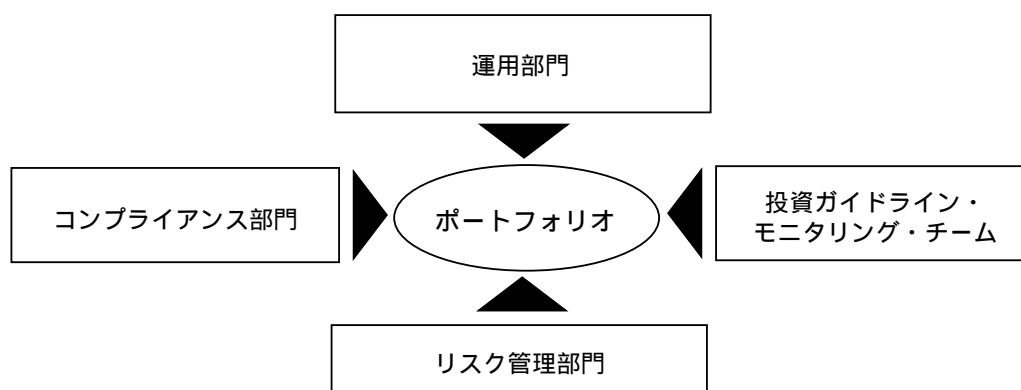 運用部門
コンプライアンス部門
ポートフォリオ
投資ガイドライン・
モニタリング・チーム
リスク管理部門